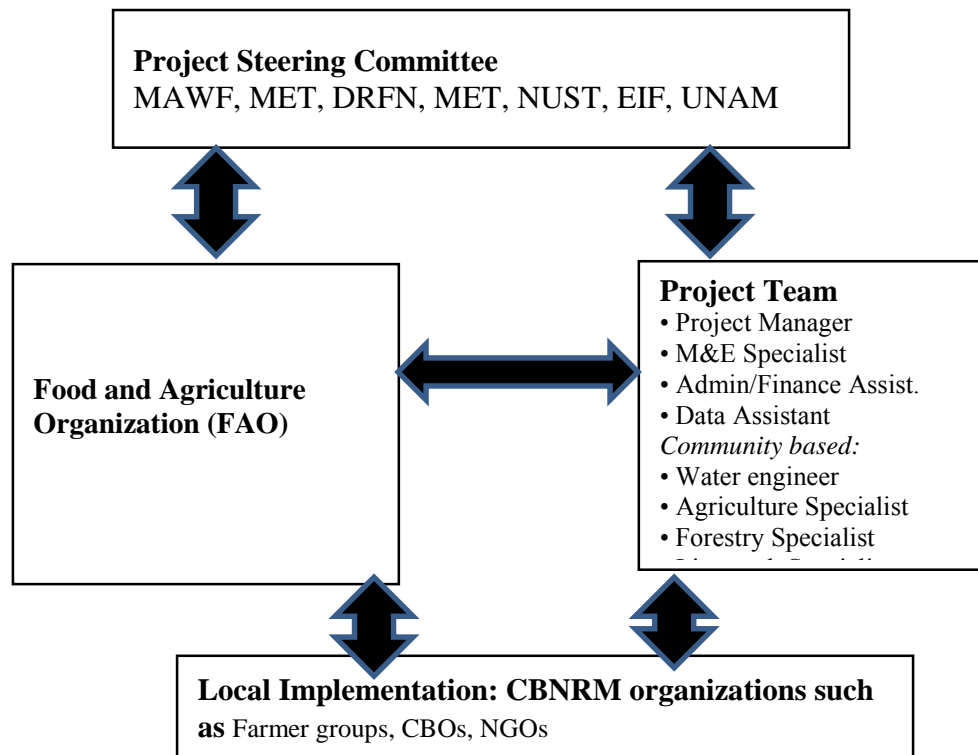 Project Steering Committee
MAWF, MET, DRFN, MET, NUST, EIF, UNAM
Food and Agriculture
Organization (FAO)
Project Team
• Project Manager
• M&E Specialist
• Admin/Finance Assist.
• Data Assistant
Community based:
• Water engineer
• Agriculture Specialist
• Forestry Specialist
Local Implementation: CBNRM organizations such
as Farmer groups, CBOs, NGOs